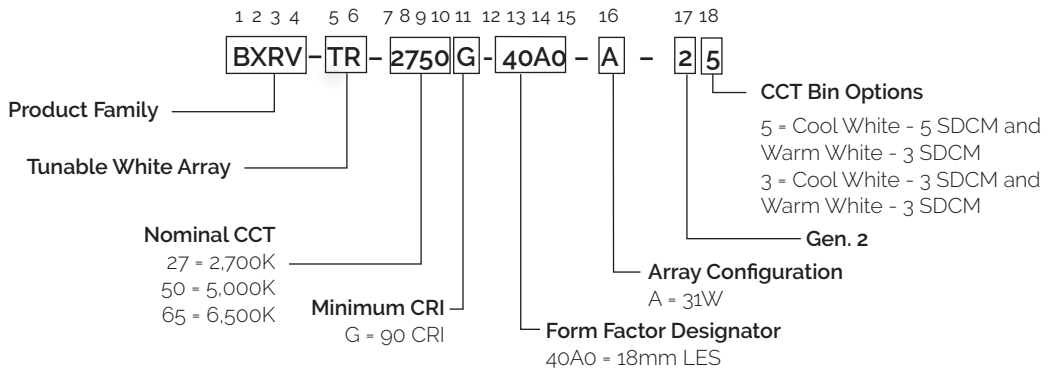 1 2 3 4 5 6 7 8 9 10 11 12 13 14 15 16 17 18
BXRV – TR – 2750 G - 40A0 – A – 2 5
Product Family
Tunable White Array
Nominal CCT
27 = 2,700K
50 = 5,000K
65 = 6,500K
Minimum CRI
G = 90 CRI
Form Factor Designator
40A0 = 18mm LES
Array Configuration
A = 31W
Gen. 2
CCT Bin Options
5 = Cool White - 5 SDCM and
Warm White - 3 SDCM
3 = Cool White - 3 SDCM and
Warm White - 3 SDCM